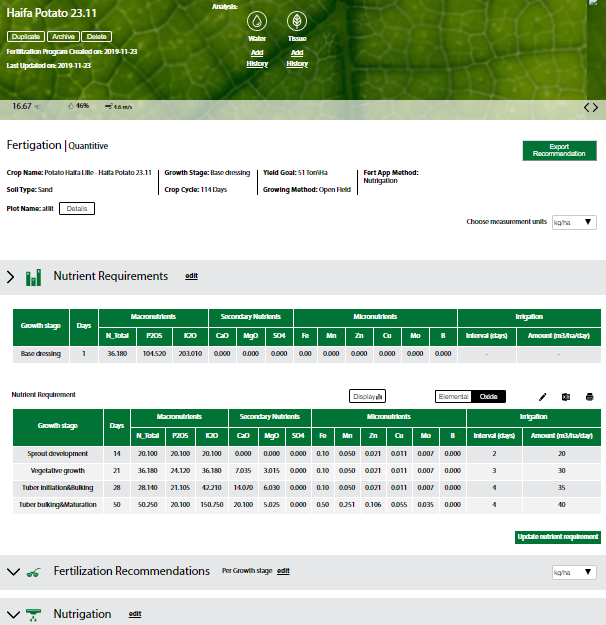 Haifa Potato 23.11
Analysis:
Duplicate Archive Delete
Water Tissue
Fertilization Program Created on: 2019-11-23
Add Add
Last Updated on: 2019-11-23
History History
16.67 °C 46% 4.6 m/s
Fertigation | Quantitive
Export Recommendation
Crop Name: Potato Haifa Lille - Haifa Potato 23.11 Growth Stage: Base dressing Yield Goal: 51 Ton\Ha Fert App Method: Nutrigation
Soil Type: Sand Crop Cycle: 114 Days Growing Method: Open Field
Plot Name: atlit Details
Choose measurement units kg/ha
Nutrient Requirements edit
Growth stage Days Macronutrients Secondary Nutrients Micronutrients Irrigation
N_Total P2O5 K2O CaO MgO SO4 Fe Mn Zn Cu Mo B Interval (days) Amount (m3/ha/day)
Base dressing 1 36.180 104.520 203.010 0.000 0.000 0.000 0.00 0.000 0.000 0.000 0.000 0.000 - -
Nutrient Requirement Display Elemental Oxide
Growth stage Days Macronutrients Secondary Nutrients Micronutrients Irrigation
N_Total P2O5 K2O CaO MgO SO4 Fe Mn Zn Cu Mo B Interval (days) Amount (m3/ha/day)
Sprout development 14 20.100 20.100 20.100 0.000 0.000 0.000 0.10 0.050 0.021 0.011 0.007 0.000 2 20
Vegetative growth 21 36.180 24.120 36.180 7.035 3.015 0.000 0.10 0.050 0.021 0.011 0.007 0.000 3 30
Tuber initiation&Bulking 28 28.140 21.105 42.210 14.070 6.030 0.000 0.10 0.050 0.021 0.011 0.007 0.000 4 35
Tuber bulking&Maturation 50 50.250 20.100 150.750 20.100 5.025 0.000 0.50 0.251 0.106 0.055 0.035 0.000 4 40
Update nutrient requirement
Fertilization Recommendations Per Growth stage edit kg/ha
Nutrigation edit